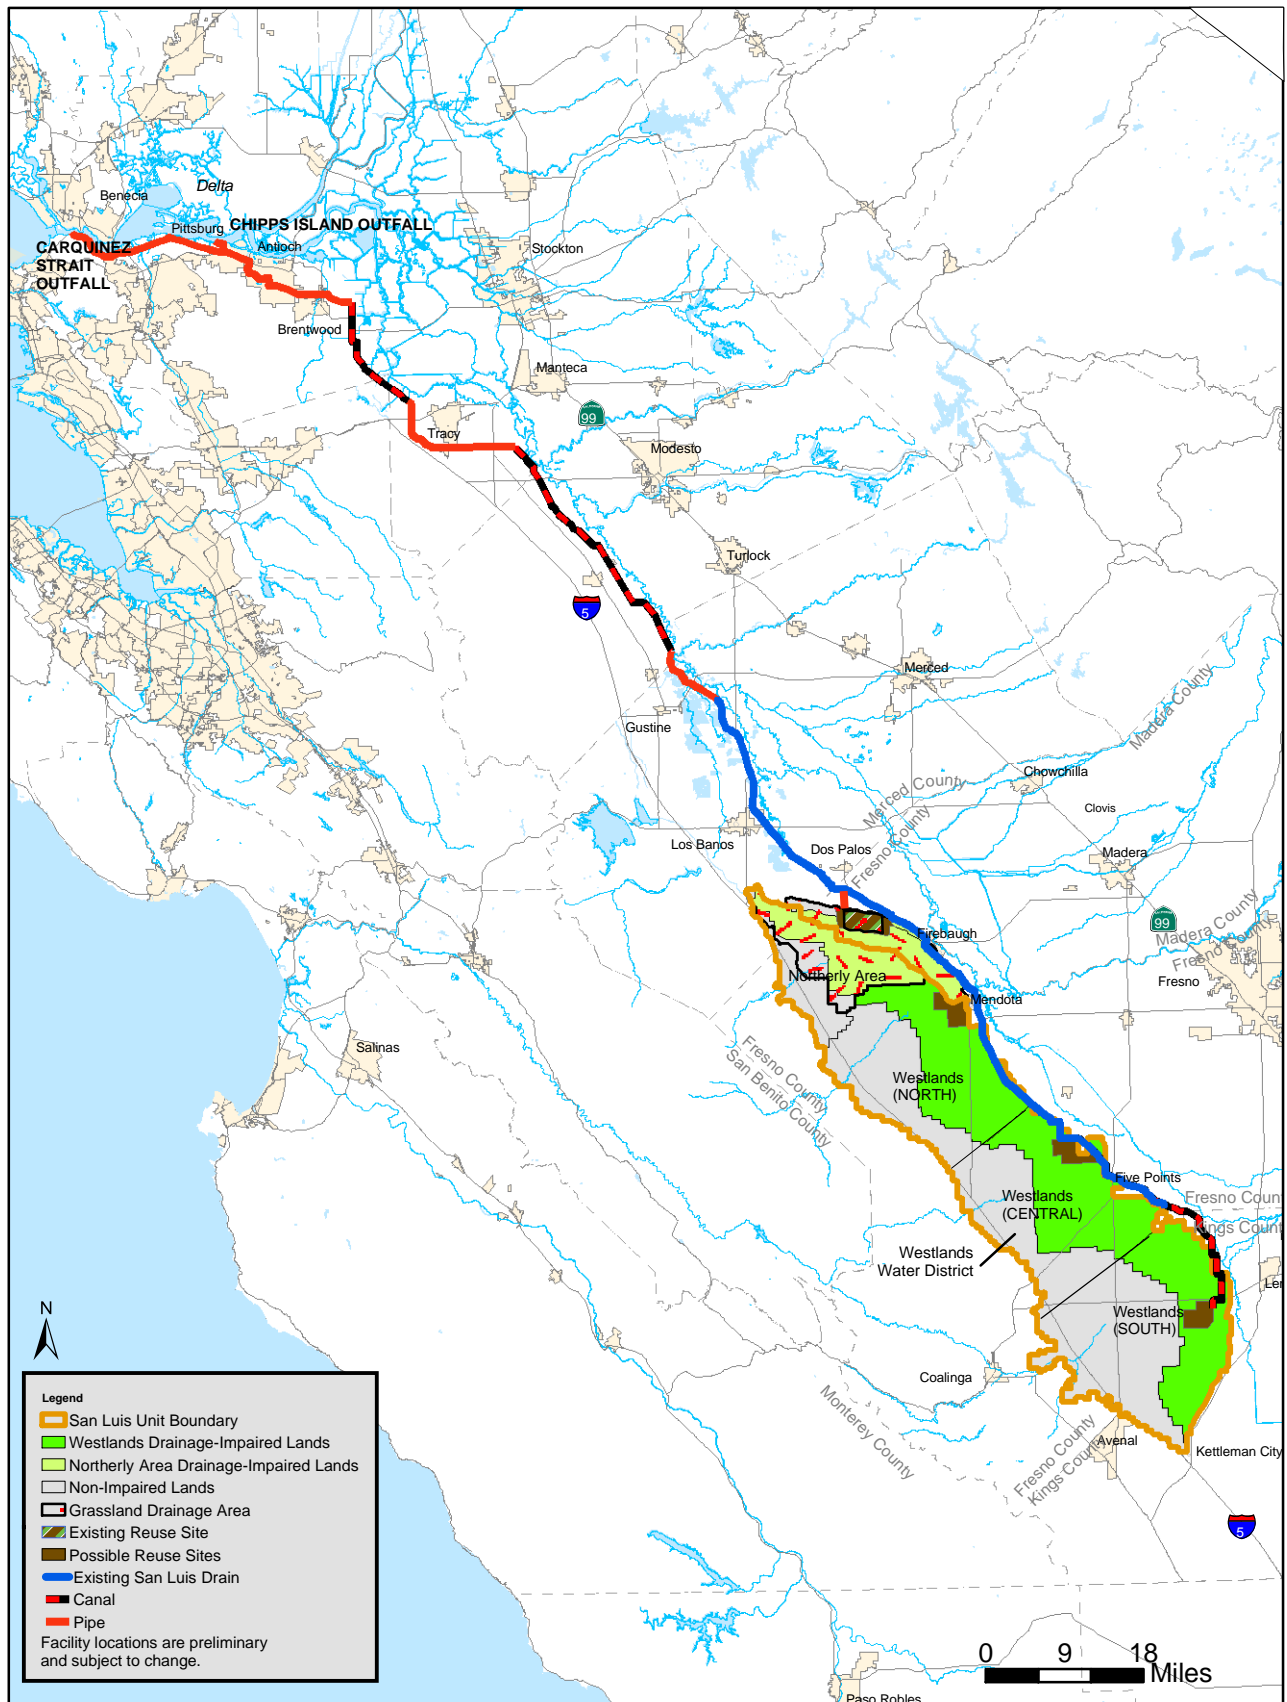 Benecia
Delta
Pittsburg
CHIPPS ISLAND OUTFALL
CARQUINEZ
STRAIT
OUTFALL
Antioch
Stockton
Brentwood
Manteca
99
Tracy
Modesto
Turlock
5
Merced
Madera County
Gustine
Chowchilla
Merced County
Fresno County
Clovis
Los Banos
Dos Palos
Madera
99
Madera County
Fresno County
Firebaugh
Northerly Area
Fresno
Mendota
Salinas
Fresno County
San Benito County
Westlands
(NORTH)
Five Points
Westlands
(CENTRAL)
Fresno Coun
Kings Count
Westlands
Water District
Ler
Westlands
(SOUTH)
N
Coalinga
Monterey County
Fresno County
Kings County
Avenal
Kettleman City
5
Legend
San Luis Unit Boundary
Westlands Drainage-Impaired Lands
Northerly Area Drainage-Impaired Lands
Non-Impaired Lands
Grassland Drainage Area
Existing Reuse Site
Possible Reuse Sites
Existing San Luis Drain
Canal
Pipe
Facility locations are preliminary
and subject to change.
0 9 18
Miles
Paso Robles